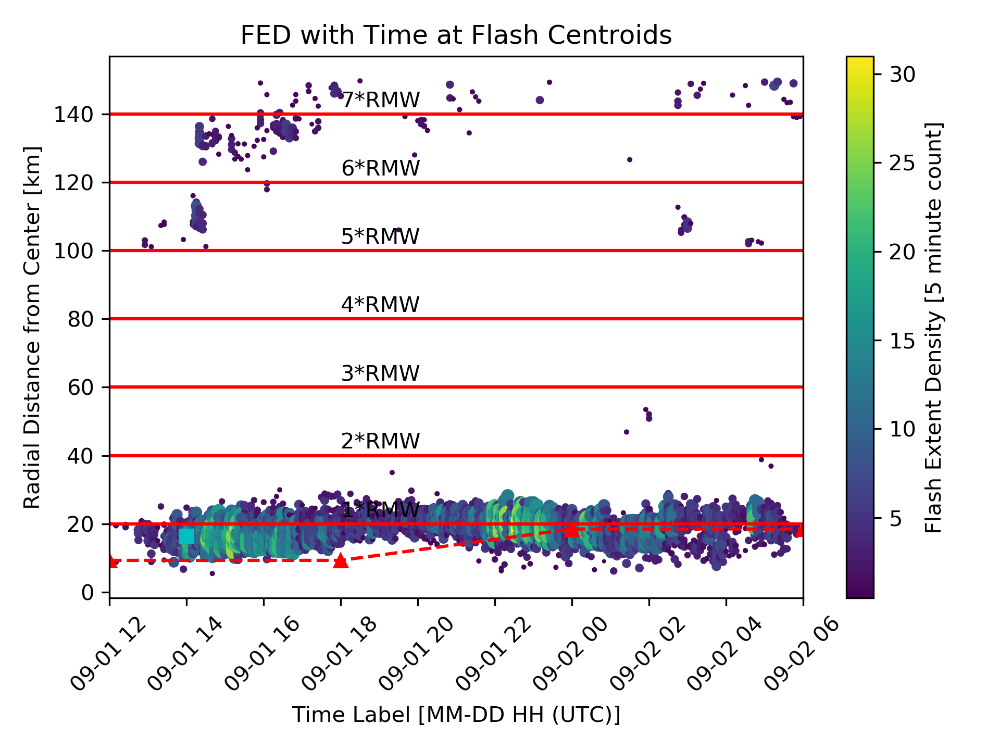 FED with Time at Flash Centroids
Radial Distance from Center [km]
140
120
100
80
60
40
20
0
7*RMW
6*RMW
5*RMW
4*RMW
3*RMW
2*RMW
1*RMW
09-01 12
09-01 14
09-01 16
09-01 18
09-01 20
09-01 22
09-02 00
09-02 02
09-02 04
09-02 06
Time Label [MM-DD HH (UTC)]
30
25
20
15
10
5
Flash Extent Density [5 minute count]